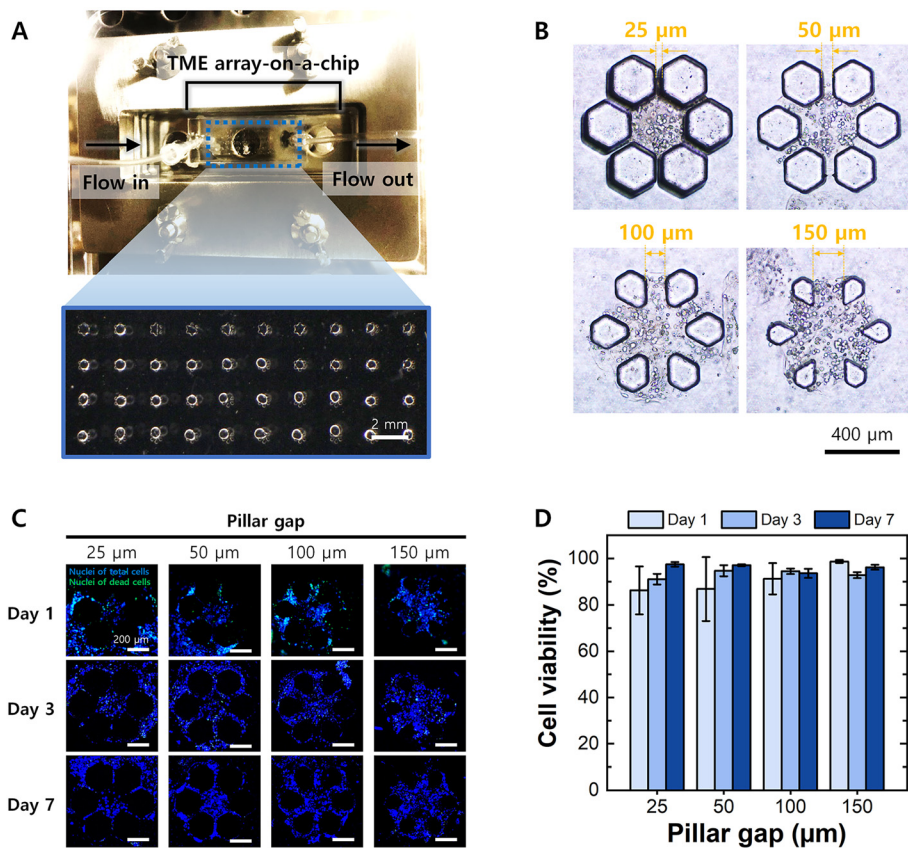 A
TME array-on-a-chip
Flow in
Flow out
2 mm
B
25 μm
50 μm
100 μm
150 μm
400 μm
C
Pillar gap
25 μm
50 μm
100 μm
150 μm
Nuclei of total cells
Nuclei of dead cells
Day 1
200 μm
Day 3
Day 7
D
Day 1
Day 3
Day 7
Cell viability (%)
100
80
60
40
20
0
25
50
100
150
Pillar gap (μm)